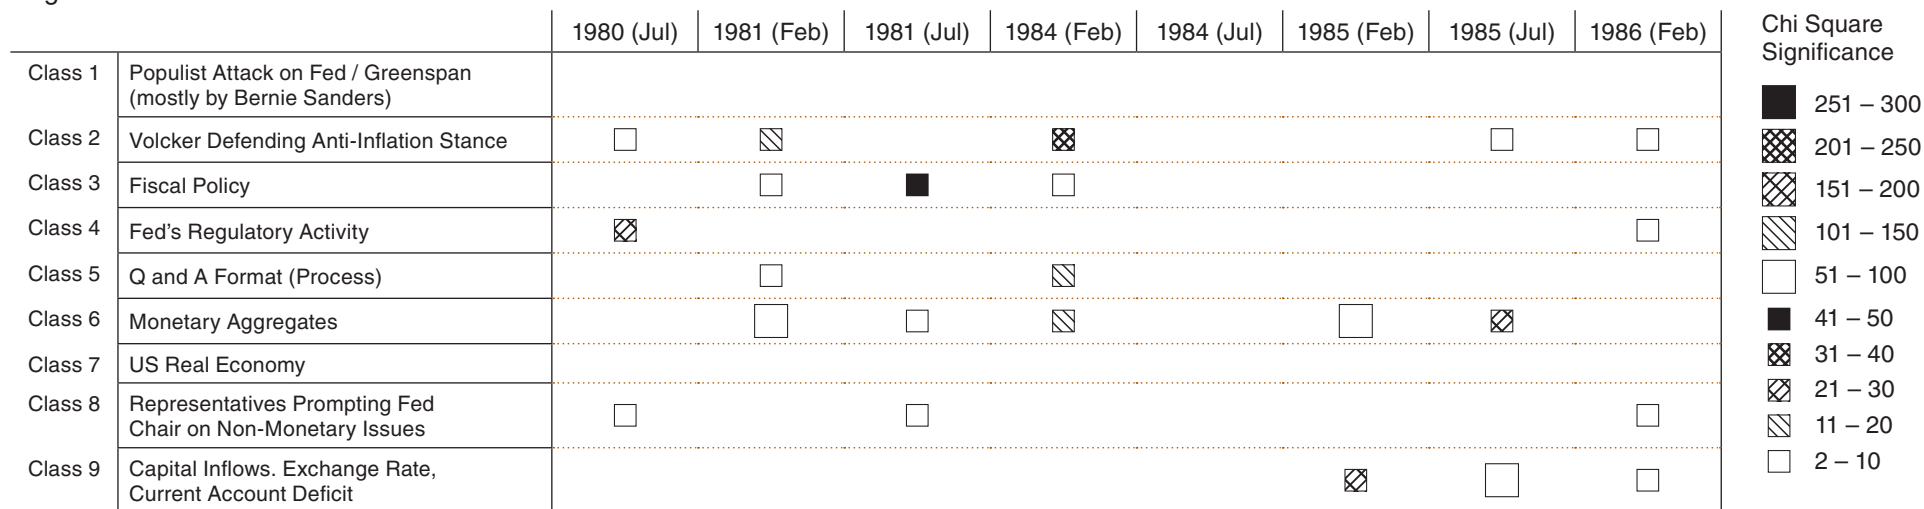 1980 (Jul) 1981 (Feb) 1981 (Jul) 1984 (Feb) 1984 (Jul) 1985 (Feb) 1985 (Jul) 1986 (Feb)
Class 1 Populist Attack on Fed / Greenspan
(mostly by Bernie Sanders)
Class 2 Volcker Defending Anti-Inflation Stance
Class 3 Fiscal Policy
Class 4 Fed's Regulatory Activity
Class 5 Q and A Format (Process)
Class 6 Monetary Aggregates
Class 7 US Real Economy
Class 8 Representatives Prompting Fed
Chair on Non-Monetary Issues
Class 9 Capital Inflows. Exchange Rate,
Current Account Deficit
Chi Square
Significance
251 – 300
201 – 250
151 – 200
101 – 150
51 – 100
41 – 50
31 – 40
21 – 30
11 – 20
2 – 10